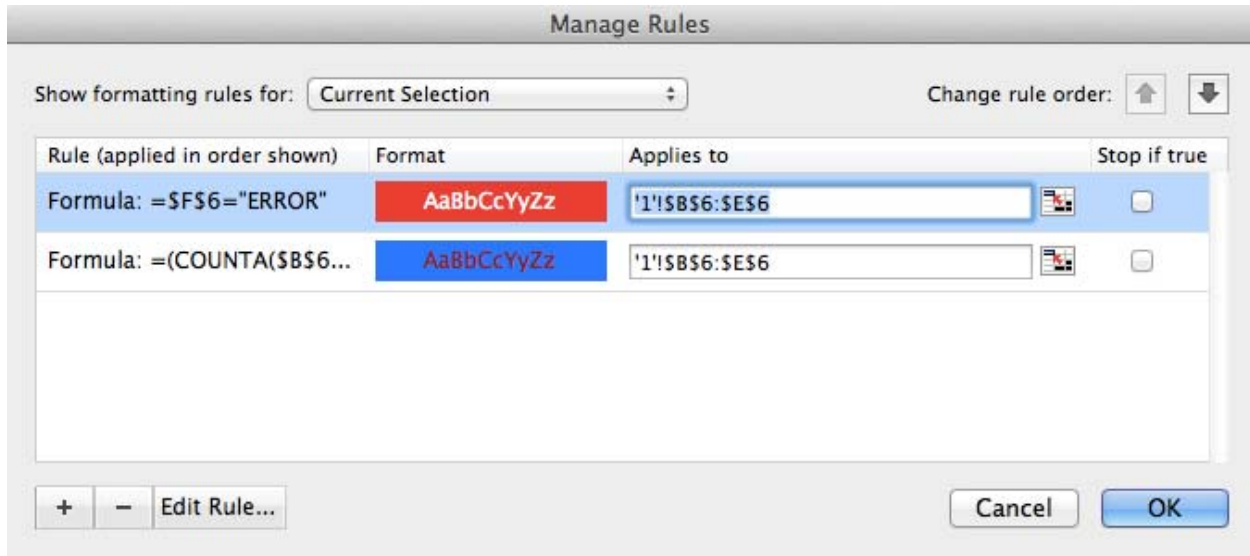 Manage Rules
Show formatting rules for: Current Selection Change rule order:
Rule (applied in order shown) Format Applies to Stop if true
Formula: =$F$6="ERROR" AaBbCcYyZz '1'!$B$6:$E$6
Formula: =(COUNTA($B$6... AaBbCcYyZz '1'!$B$6:$E$6
+ − Edit Rule... Cancel OK